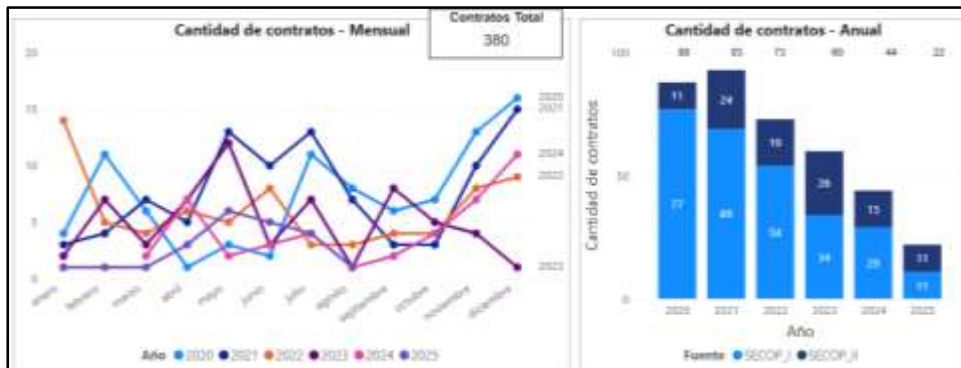 Cantidad de contratos - Mensual
Contratos Total
380
20
15
10
5
0
2020
2021
2024
2022
2023
enero
febrero
marzo
abril
mayo
junio
julio
agosto
septiembre
octubre
noviembre
diciembre
Año 2020 2021 2022 2023 2024 2025
Cantidad de contratos - Anual
88 93 73 60 44 22
Cantidad de contratos
100
50
0
11 24 19 26 15 11
77 69 54 34 29 11
2020 2021 2022 2023 2024 2025
Año
Fuente SECOP_I SECOP_II